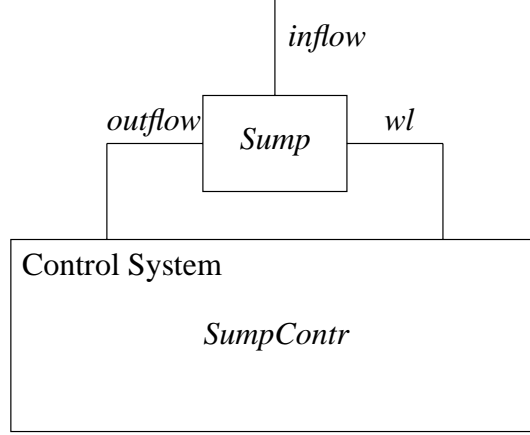 inflow
outflow
Sump
wl
Control System
SumpContr